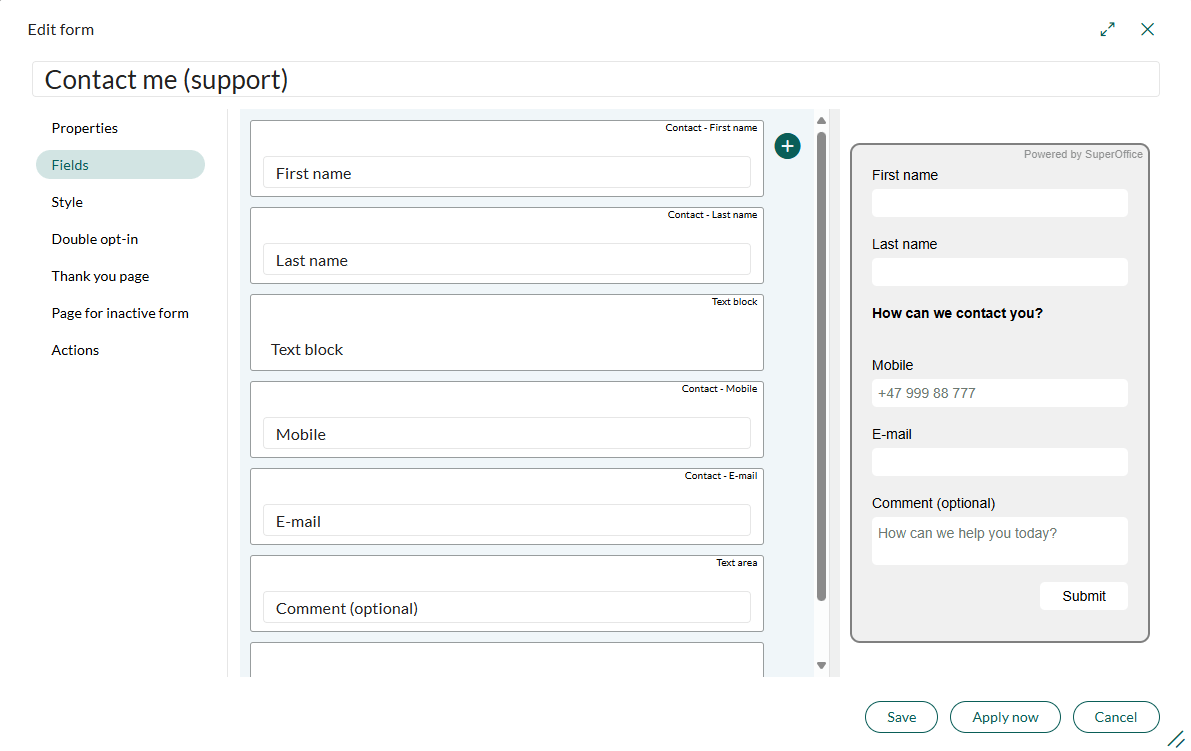 Edit form
Contact me (support)
Properties
Fields
Style
Double opt-in
Thank you page
Page for inactive form
Actions
Contact - First name
First name
Contact - Last name
Last name
Text block
Text block
Contact - Mobile
Mobile
Contact - E-mail
E-mail
Text area
Comment (optional)
Powered by SuperOffice
First name
Last name
How can we contact you?
Mobile
+47 999 88 777
E-mail
Comment (optional)
How can we help you today?
Submit
Save
Apply now
Cancel